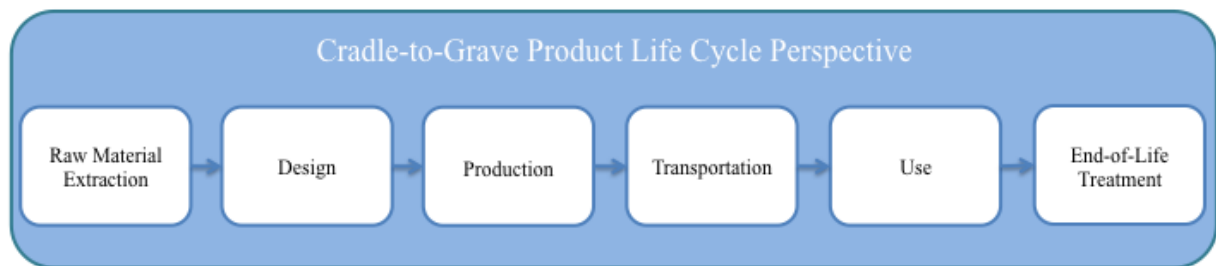 Cradle-to-Grave Product Life Cycle Perspective
Raw Material
Extraction
Design
Production
Transportation
Use
End-of-Life
Treatment